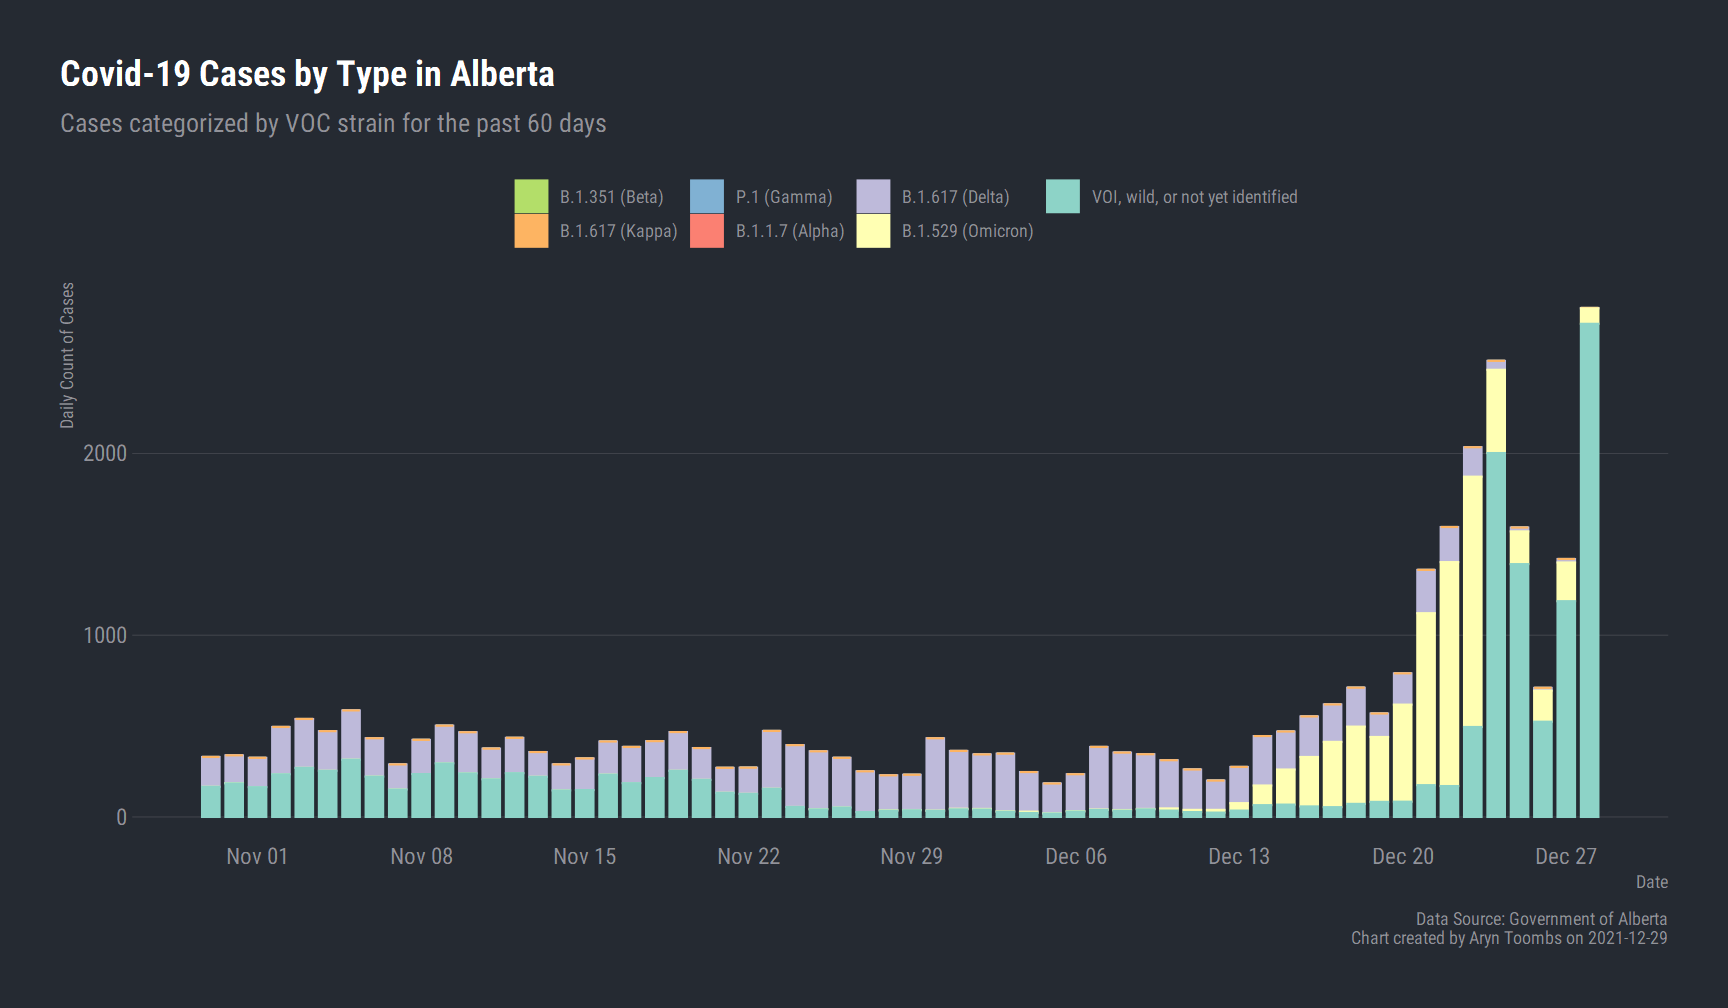 Covid-19 Cases by Type in Alberta
Cases categorized by VOC strain for the past 60 days
B.1.351 (Beta)
P.1 (Gamma)
B.1.617 (Delta)
VOI, wild, or not yet identified
B.1.617 (Kappa)
B.1.1.7 (Alpha)
B.1.529 (Omicron)
Daily Count of Cases
2000
1000
0
Nov 01
Nov 08
Nov 15
Nov 22
Nov 29
Dec 06
Dec 13
Dec 20
Dec 27
Date
Data Source: Government of Alberta
Chart created by Aryn Toombs on 2021-12-29